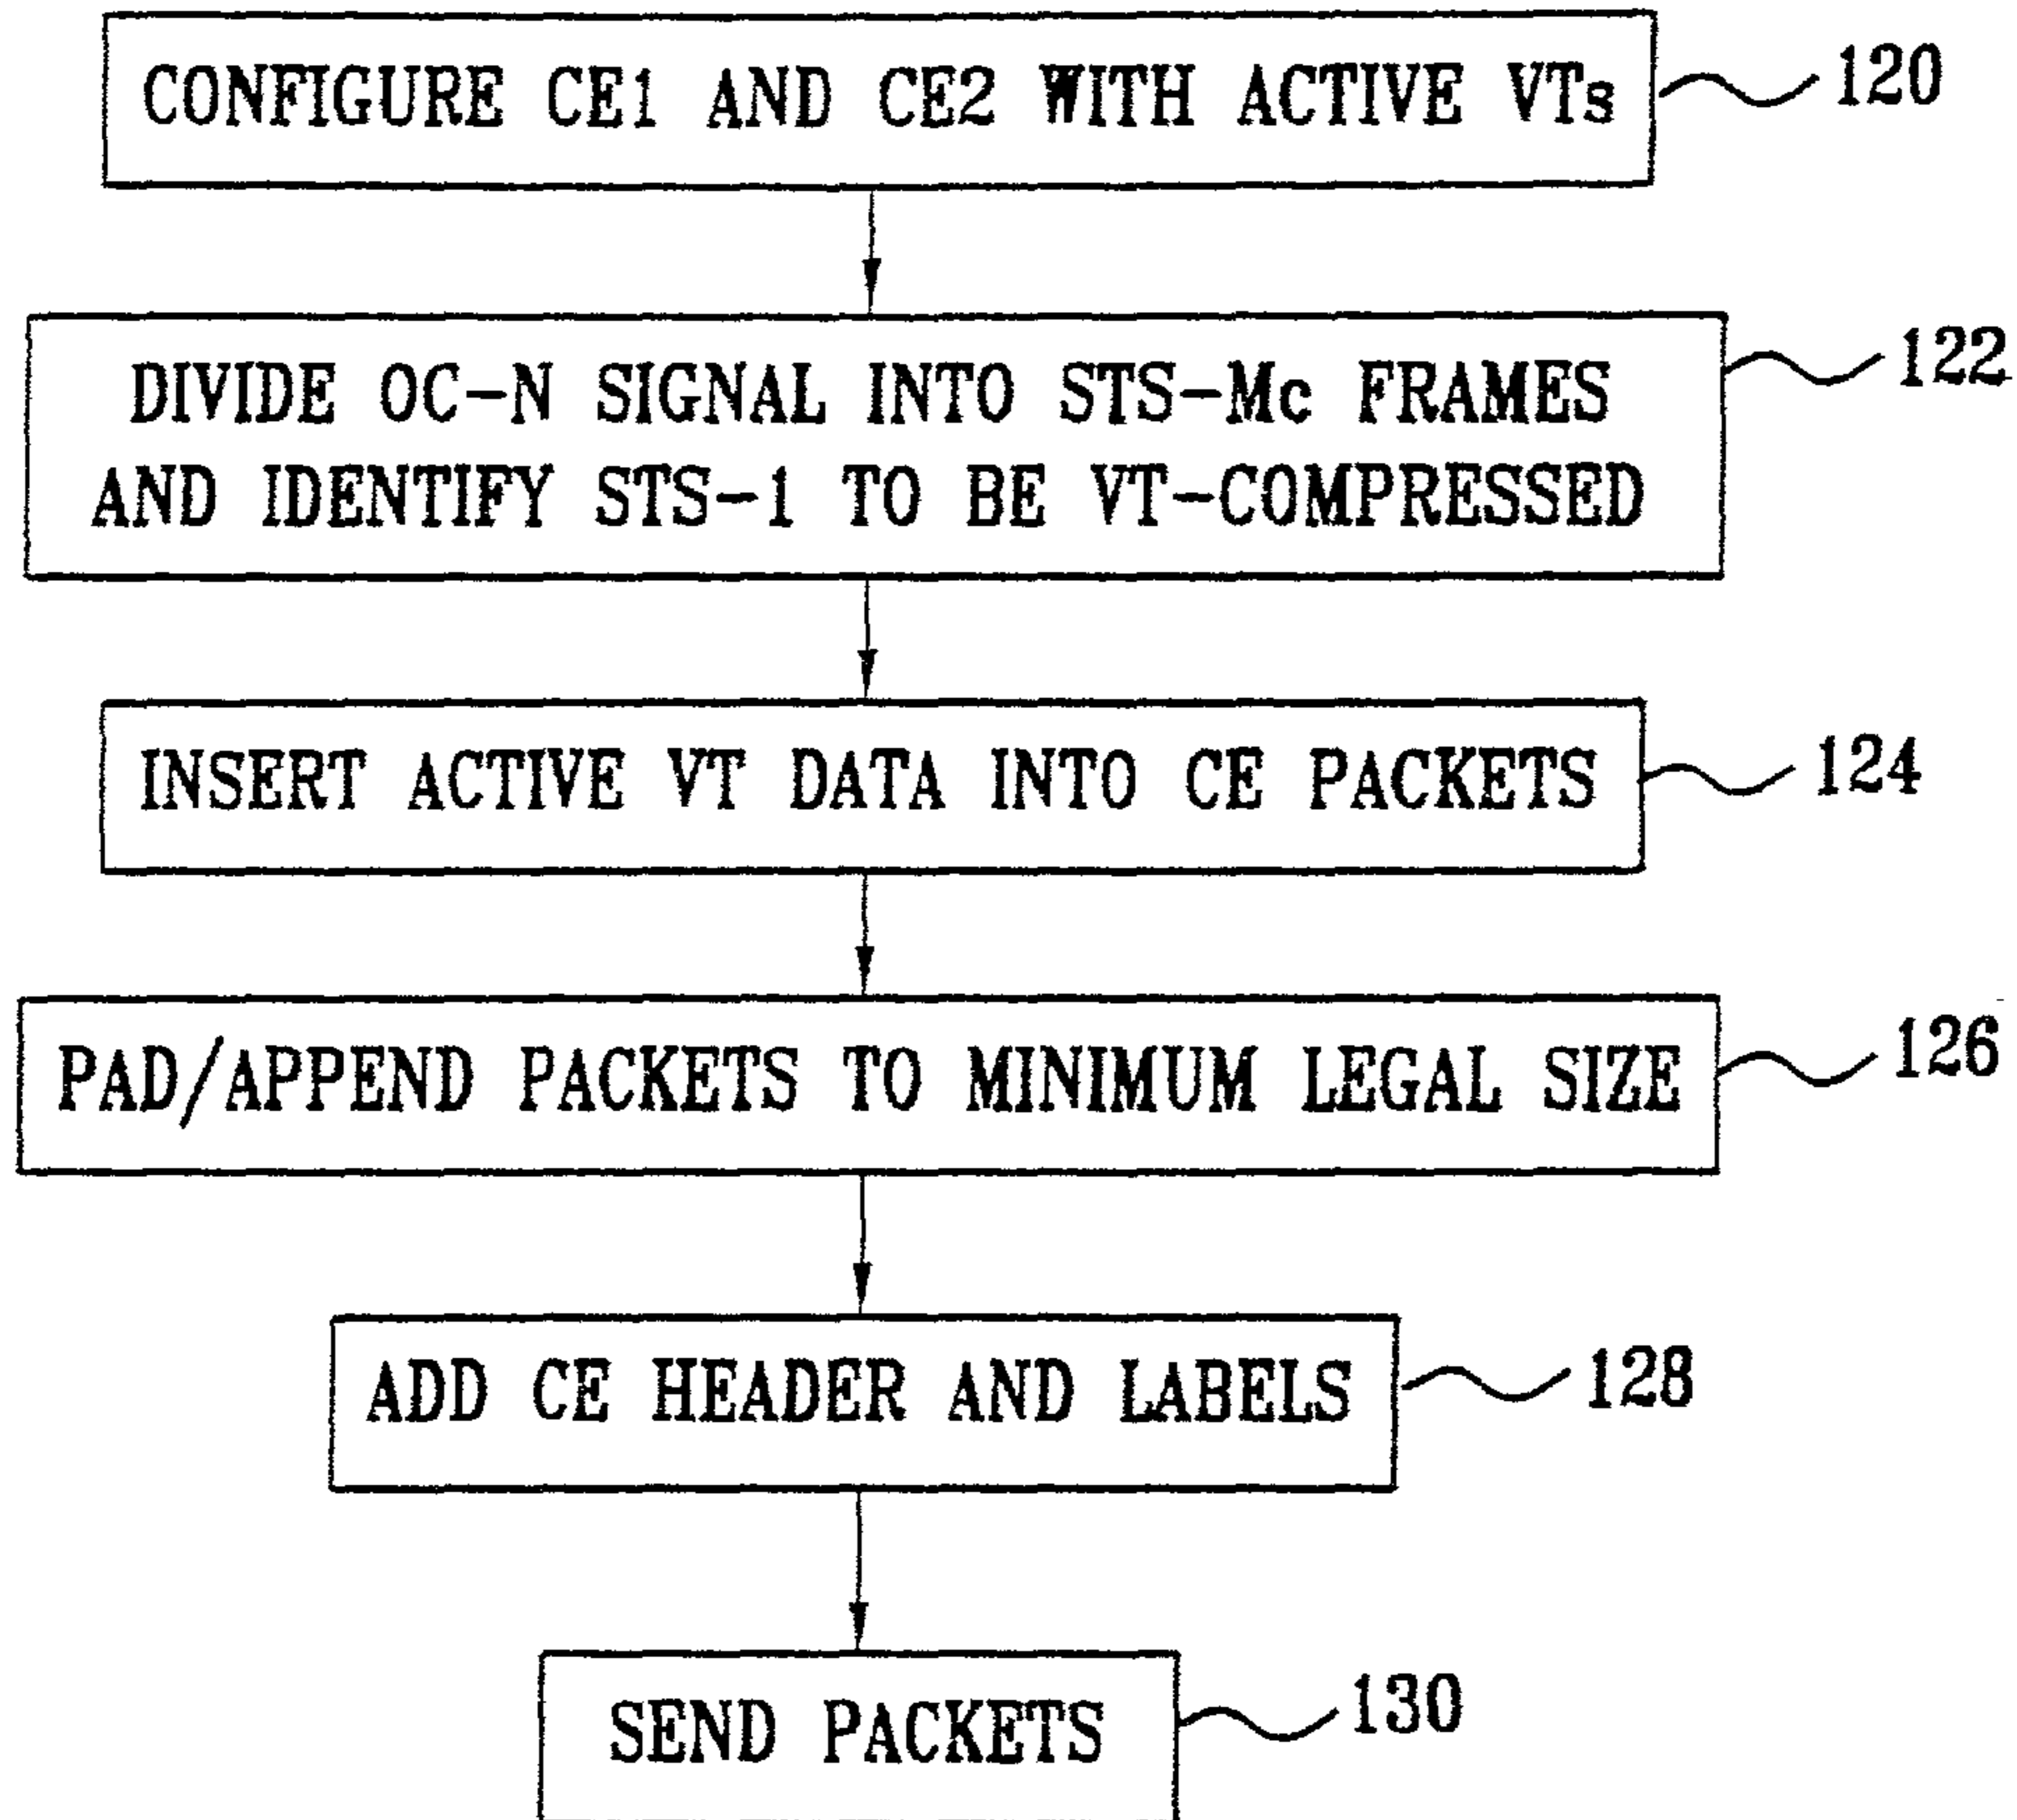 CONFIGURE CE1 AND CE2 WITH ACTIVE VTs
120
DIVIDE OC-N SIGNAL INTO STS-Mc FRAMES
AND IDENTIFY STS-1 TO BE VT-COMPRESSED
122
INSERT ACTIVE VT DATA INTO CE PACKETS
124
PAD/APPEND PACKETS TO MINIMUM LEGAL SIZE
126
ADD CE HEADER AND LABELS
128
SEND PACKETS
130